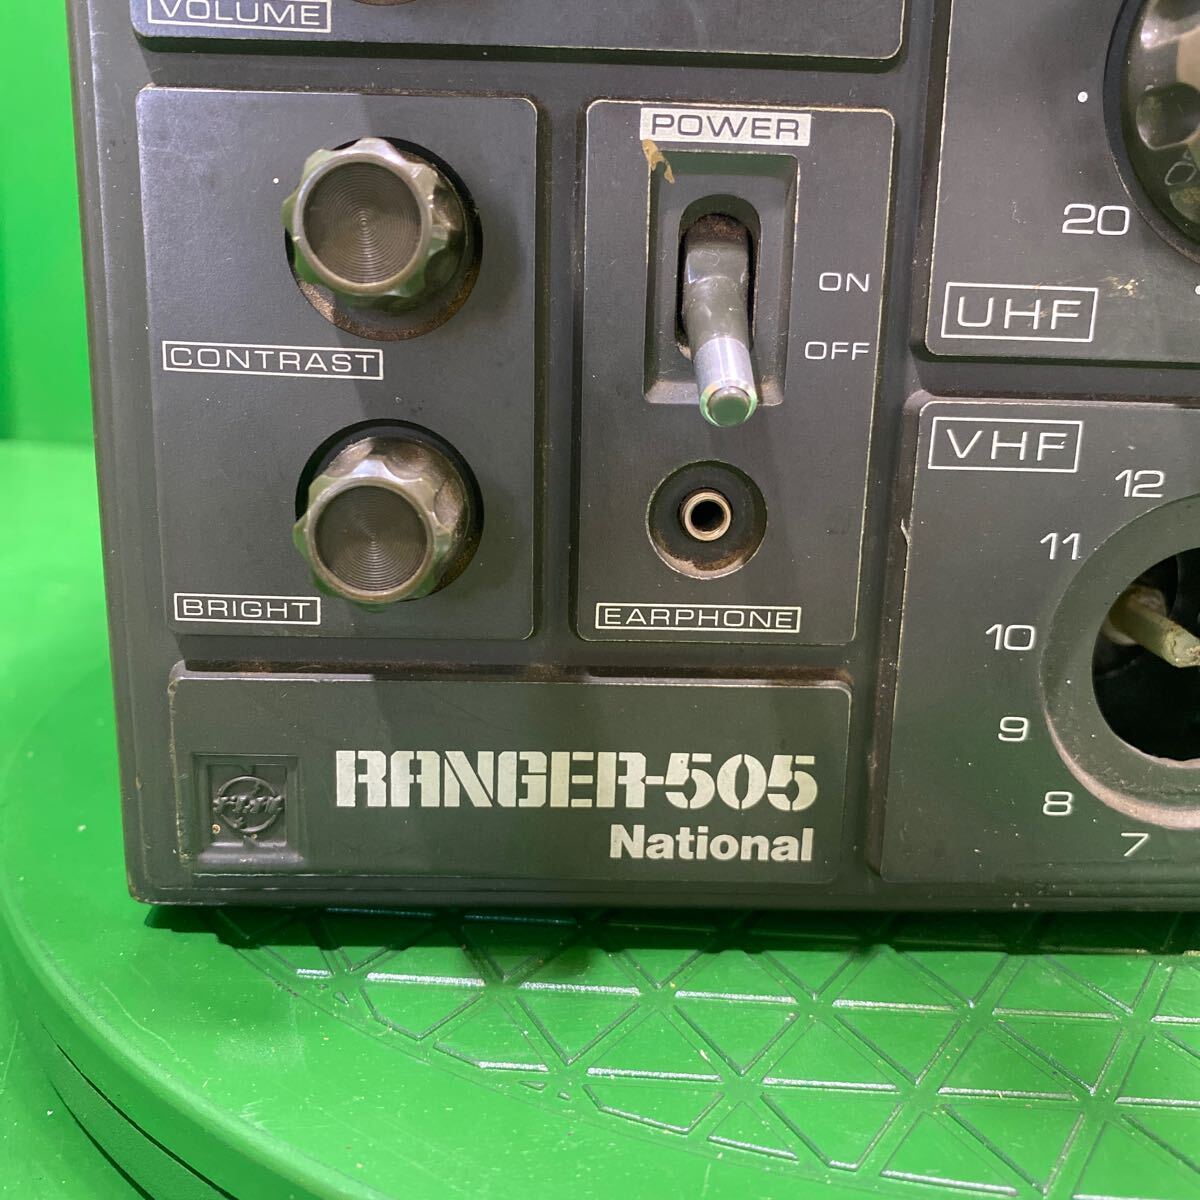 VOLUME
POWER
CONTRAST
ON
OFF
BRIGHT
EARPHONE
RANGER-505
National
20
UHF
VHF
12
11
10
9
8
7